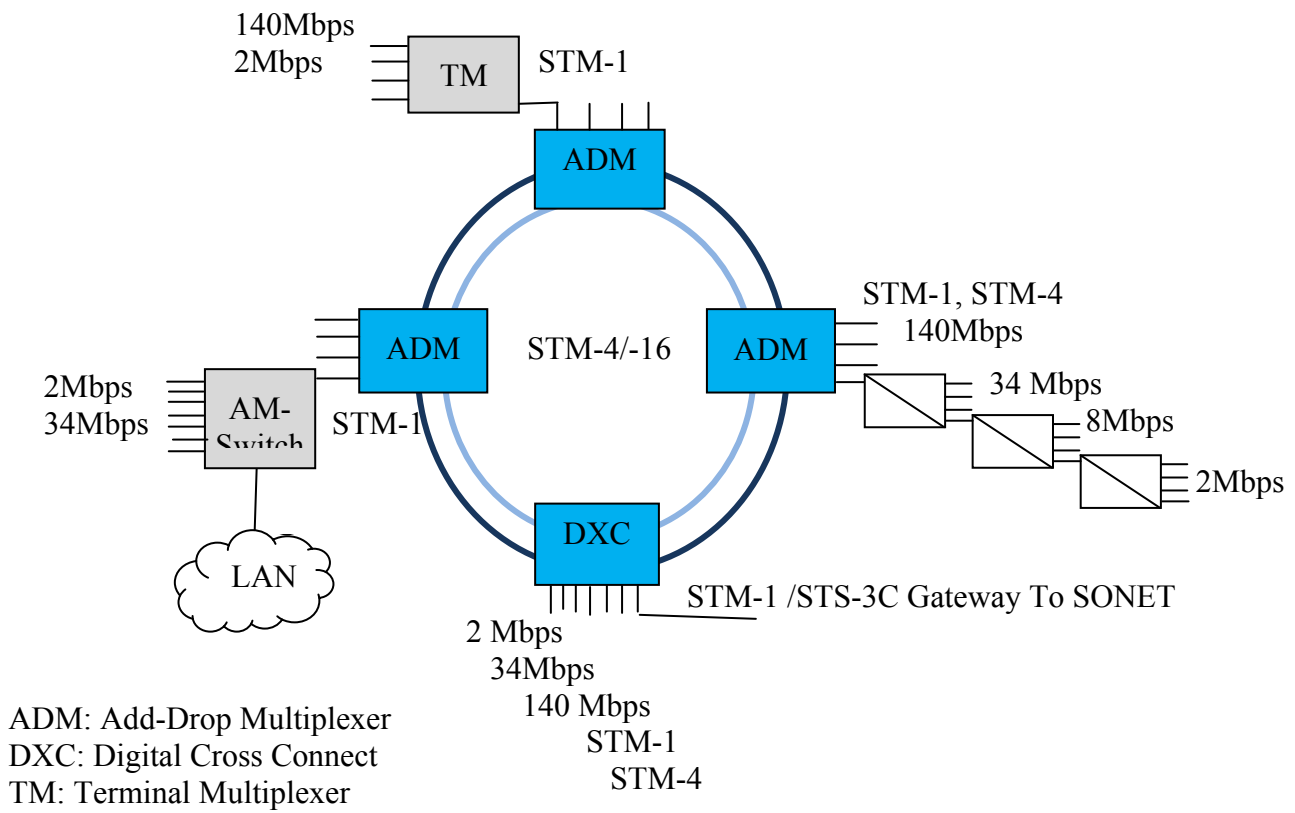 140Mbps
2Mbps
TM
STM-1
ADM
STM-1, STM-4
140Mbps
ADM
STM-4/-16
ADM
34 Mbps
8Mbps
2Mbps
2Mbps
34Mbps
AM-
Switch
STM-1
LAN
DXC
STM-1 /STS-3C Gateway To SONET
2 Mbps
34Mbps
140 Mbps
STM-1
STM-4
ADM: Add-Drop Multiplexer
DXC: Digital Cross Connect
TM: Terminal Multiplexer